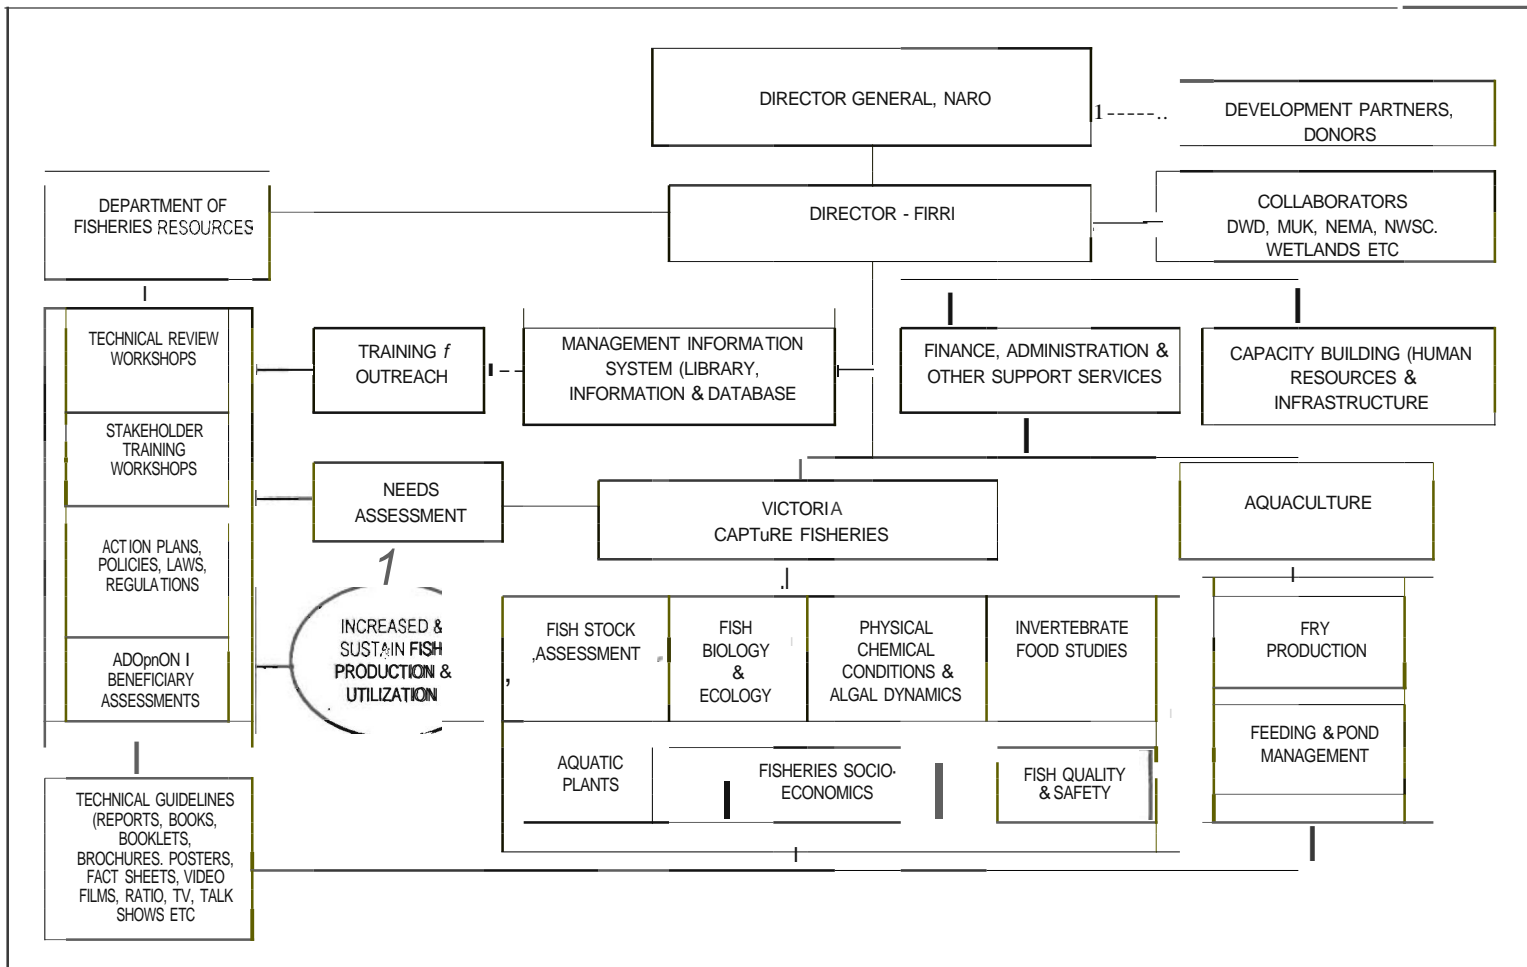 DIRECTOR GENERAL, NARO
DEVELOPMENT PARTNERS,
DONORS
DEPARTMENT OF
FISHERIES RESOURCES
DIRECTOR - FIRRI
COLLABORATORS
DWD, MUK, NEMA, NWSC.
WETLANDS ETC
TECHNICAL REVIEW
WORKSHOPS
TRAINING f
OUTREACH
MANAGEMENT INFORMATION
SYSTEM (LIBRARY,
INFORMATION & DATABASE
FINANCE, ADMINISTRATION &
OTHER SUPPORT SERVICES
CAPACITY BUILDING (HUMAN
RESOURCES &
INFRASTRUCTURE
STAKEHOLDER
TRAINING
WORKSHOPS
NEEDS
ASSESSMENT
VICTORIA
CAPTuRE FISHERIES
AQUACULTURE
ACTION PLANS,
POLICIES, LAWS,
REGULATIONS
1
INCREASED &
SUSTAIN FISH
PRODUCTION &
UTILIZATION
FISH STOCK
,ASSESSMENT
FISH
BIOLOGY
&
ECOLOGY
PHYSICAL
CHEMICAL
CONDITIONS &
ALGAL DYNAMICS
INVERTEBRATE
FOOD STUDIES
FRY
PRODUCTION
ADOpnON I
BENEFICIARY
ASSESSMENTS
AQUATIC
PLANTS
FISHERIES SOCIO-
ECONOMICS
FISH QUALITY
& SAFETY
FEEDING & POND
MANAGEMENT
TECHNICAL GUIDELINES
(REPORTS, BOOKS,
BOOKLETS,
BROCHURES. POSTERS,
FACT SHEETS, VIDEO
FILMS, RATIO, TV, TALK
SHOWS ETC